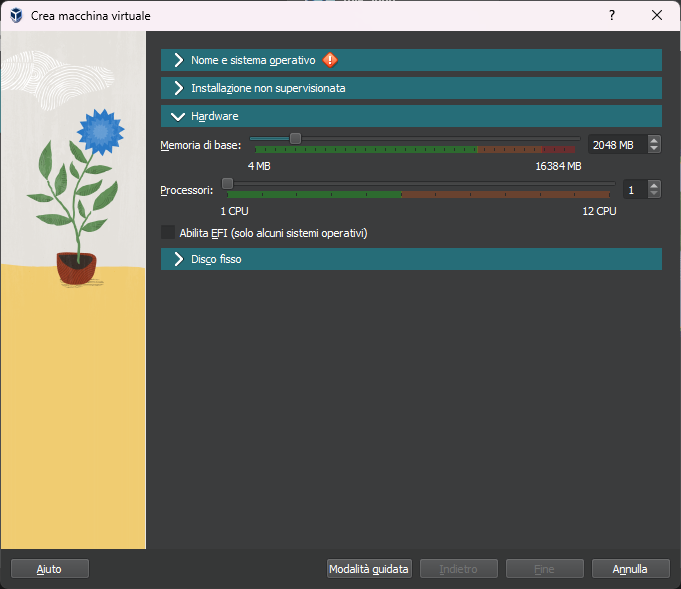 Crea macchina virtuale
?
Nome e sistema operativo
Installazione non supervisionata
Hardware
Memoria di base:
2048 MB
4 MB
16384 MB
Processori:
1
1 CPU
12 CPU
Abilita EFI (solo alcuni sistemi operativi)
Disco fisso
Aiuto
Modalità guidata
Indietro
Fine
Annulla